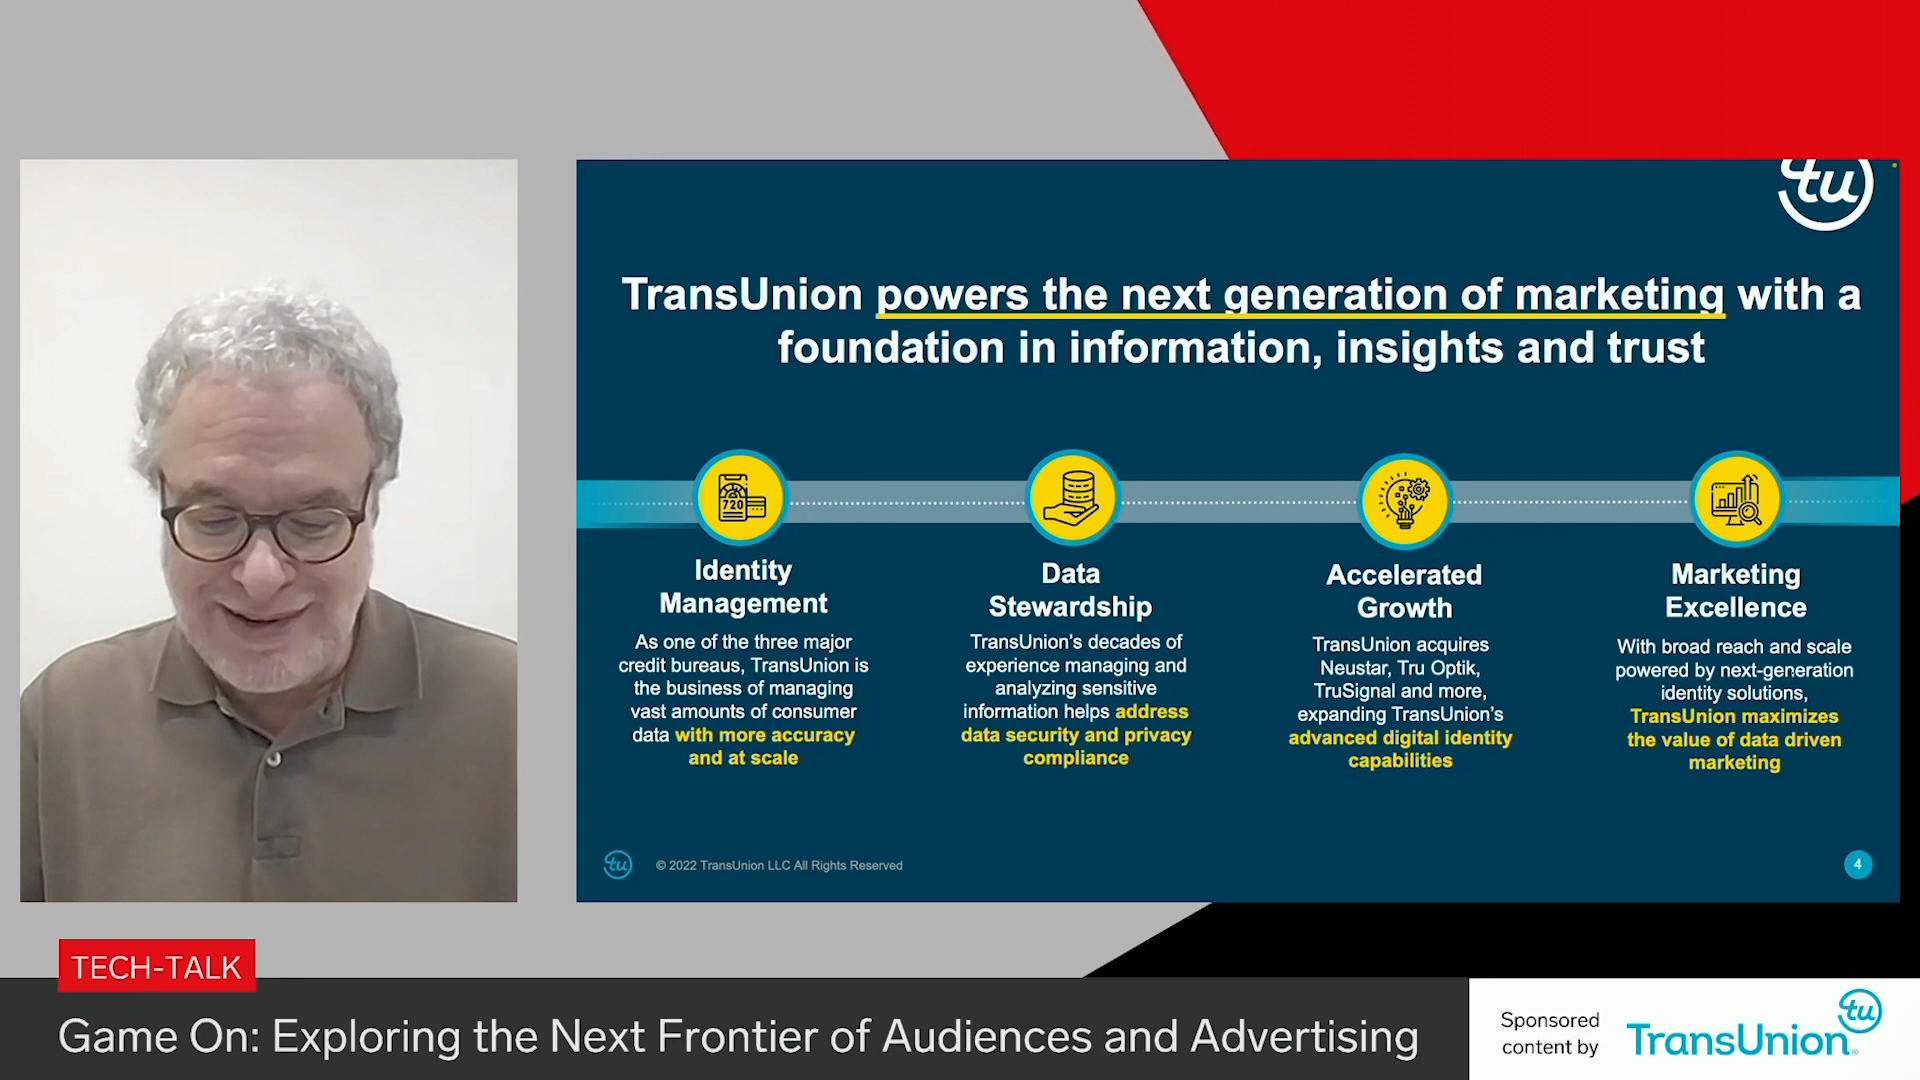 tu
TransUnion powers the next generation of marketing with a
foundation in information, insights and trust
720
Identity
Management
As one of the three major
credit bureaus, TransUnion is
the business of managing
vast amounts of consumer
data with more accuracy
and at scale
Data
Stewardship
TransUnion’s decades of
experience managing and
analyzing sensitive
information helps address
data security and privacy
compliance
Accelerated
Growth
TransUnion acquires
Neustar, Tru Optik,
TruSignal and more,
expanding TransUnion’s
advanced digital identity
capabilities
Marketing
Excellence
With broad reach and scale
powered by next-generation
identity solutions,
TransUnion maximizes
the value of data driven
marketing
tu
© 2022 TransUnion LLC All Rights Reserved
4
TECH-TALK
Game On: Exploring the Next Frontier of Audiences and Advertising
Sponsored
content by
TransUnion
tu